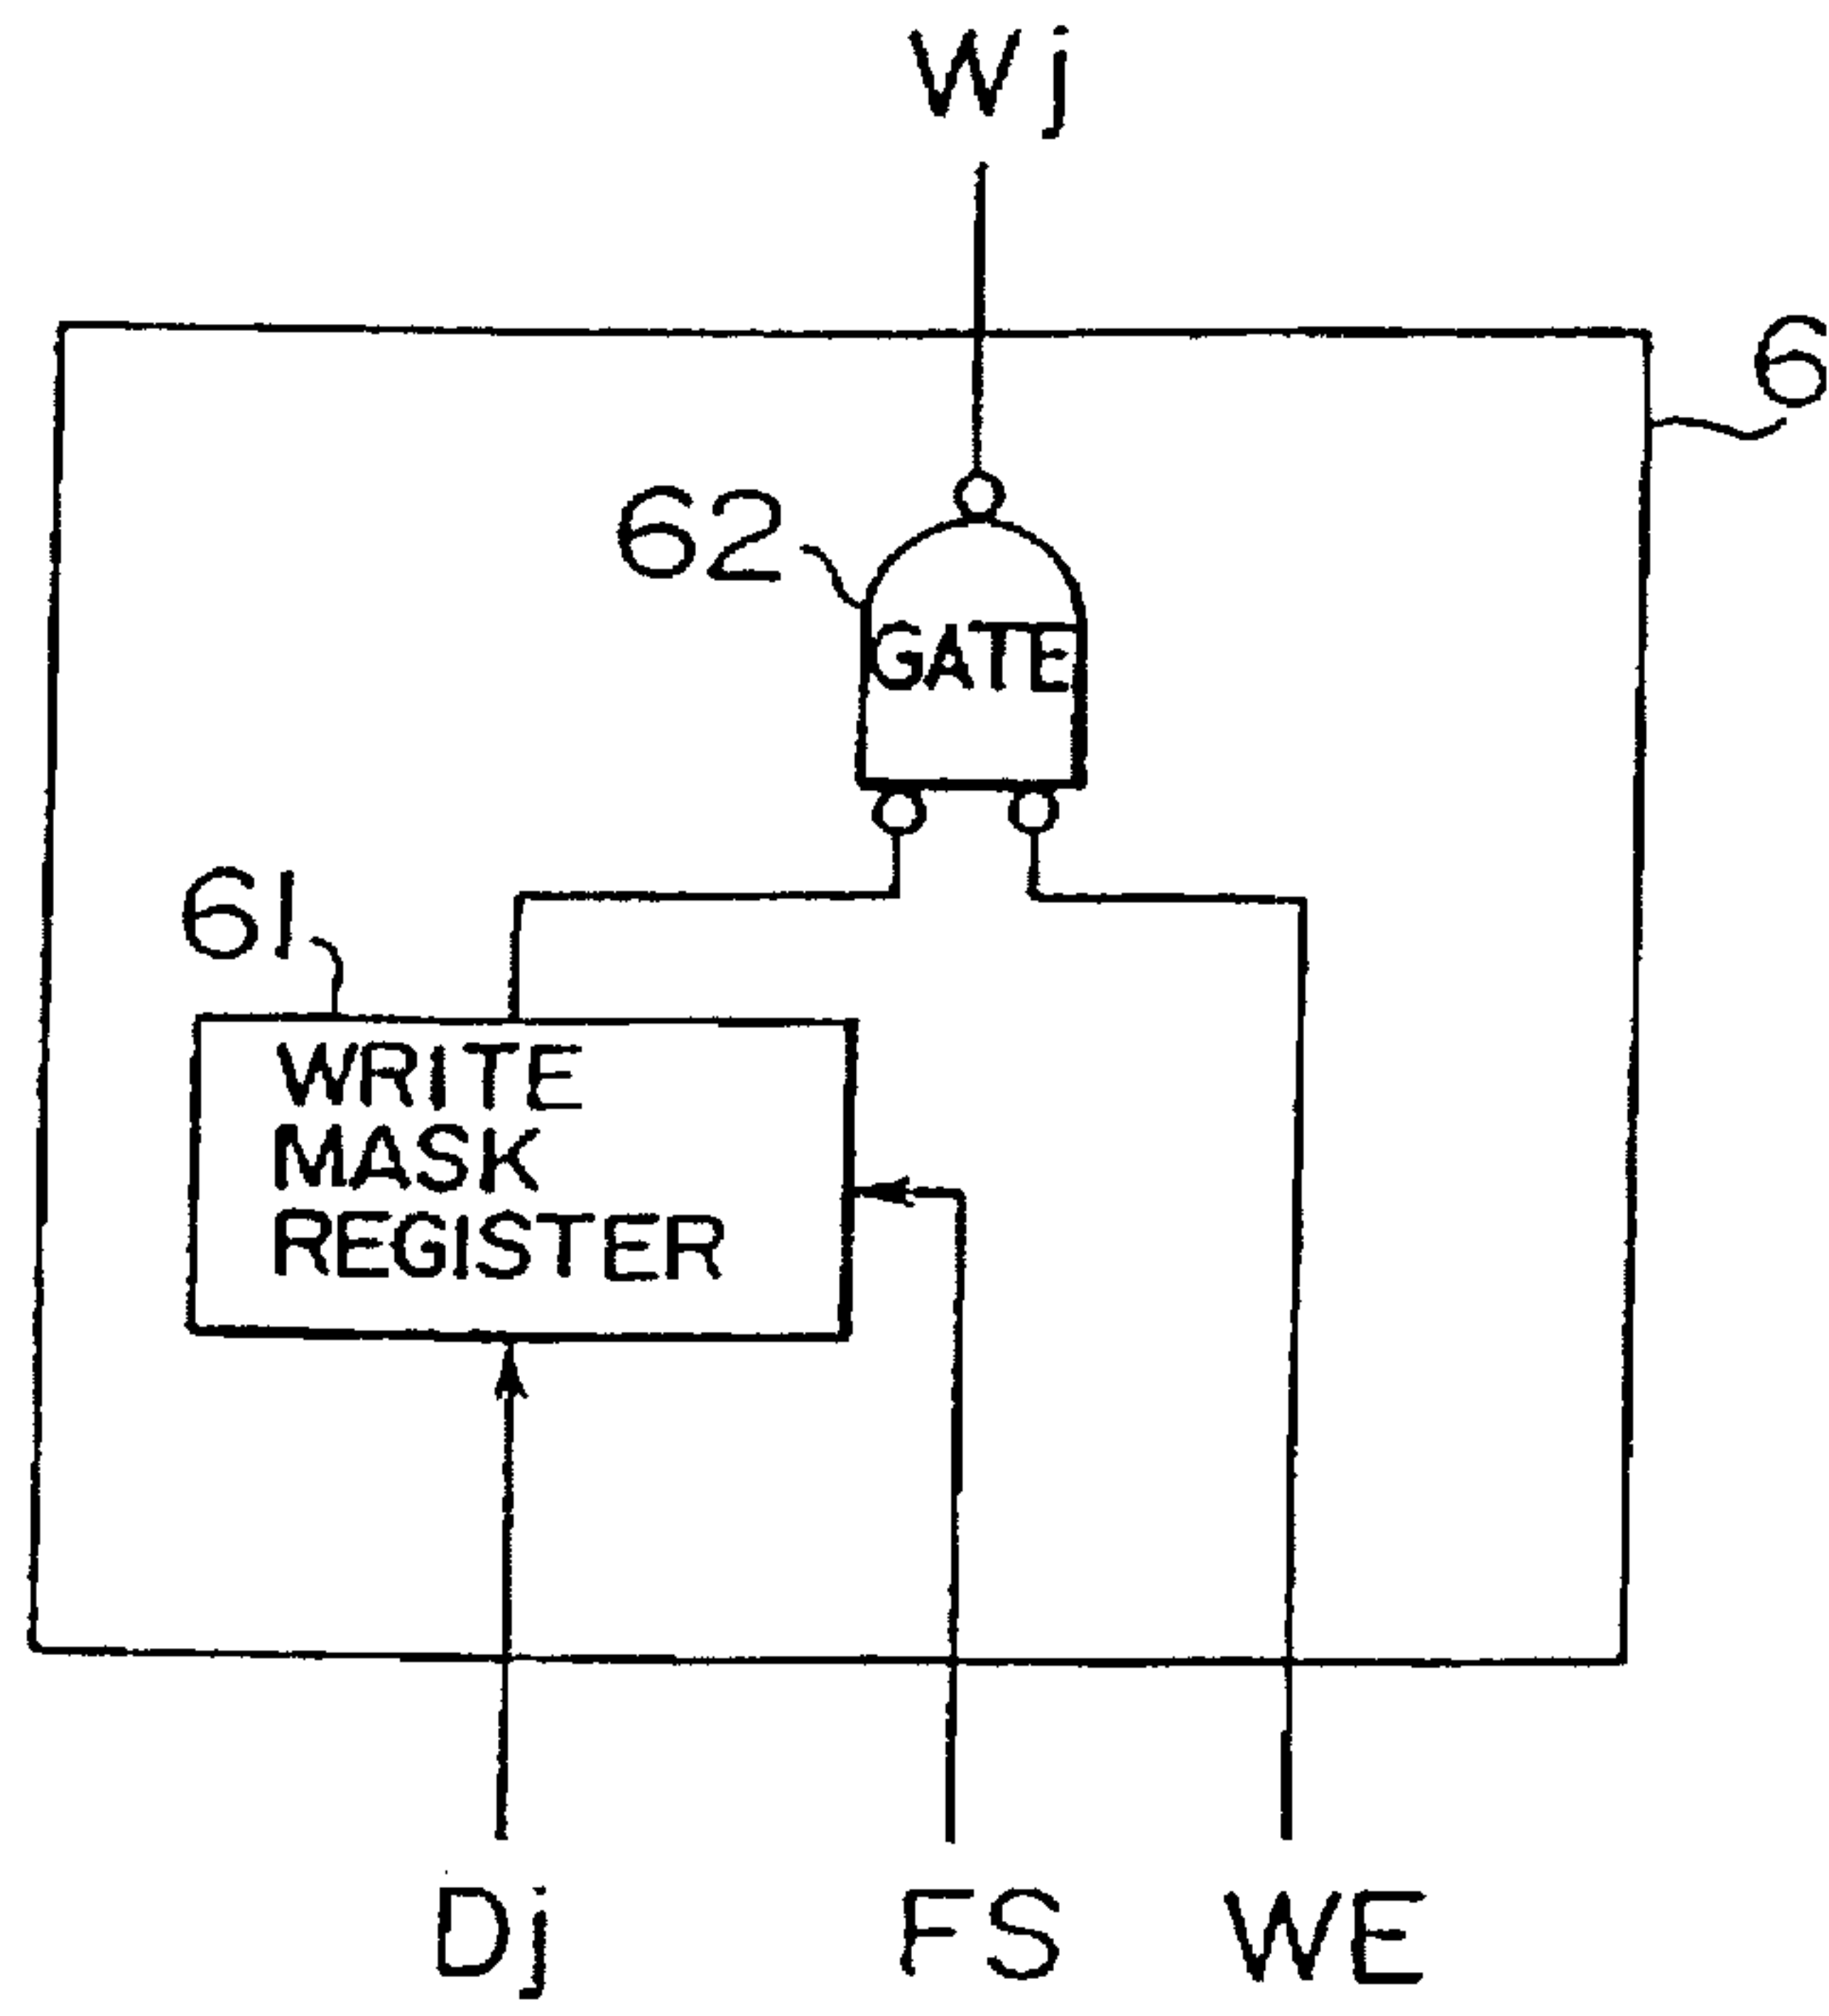 Wj
6
62
GATE
61
WRITE
MASK
REGISTER
Dj
FS
WE